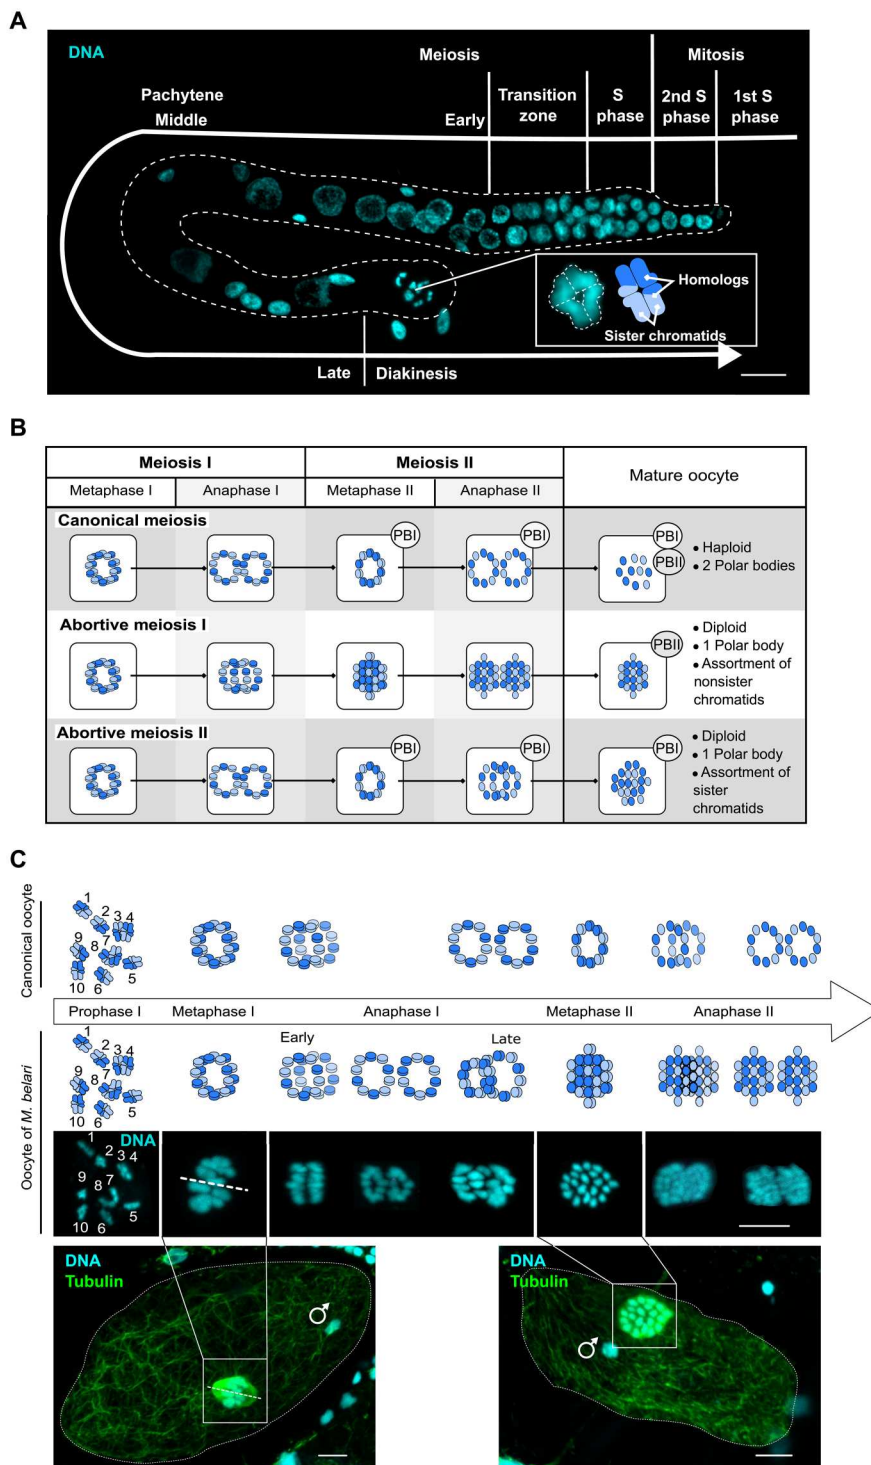 A
DNA
Meiosis
Mitosis
Pachytene
Middle
Early
Transition
zone
S
phase
2nd S
phase
1st S
phase
Homologs
Sister chromatids
Late
Diakinesis
B
Meiosis I
Meiosis II
Mature oocyte
Metaphase I
Anaphase I
Metaphase II
Anaphase II
Canonical meiosis
PBI
PBI
PBI
PBII
• Haploid
• 2 Polar bodies
Abortive meiosis I
PBII
• Diploid
• 1 Polar body
• Assortment of
nonsister
chromatids
Abortive meiosis II
PBI
PBI
PBI
• Diploid
• 1 Polar body
• Assortment of
sister
chromatids
C
Canonical oocyte
1
2
3
4
9
8
7
10
6
5
Prophase I
Metaphase I
Anaphase I
Metaphase II
Anaphase II
Oocyte of M. belari
1
2
3
4
9
8
7
10
6
5
Early
Late
DNA
1
2
3
4
9
8
7
10
6
5
DNA
Tubulin
♂
DNA
Tubulin
♂